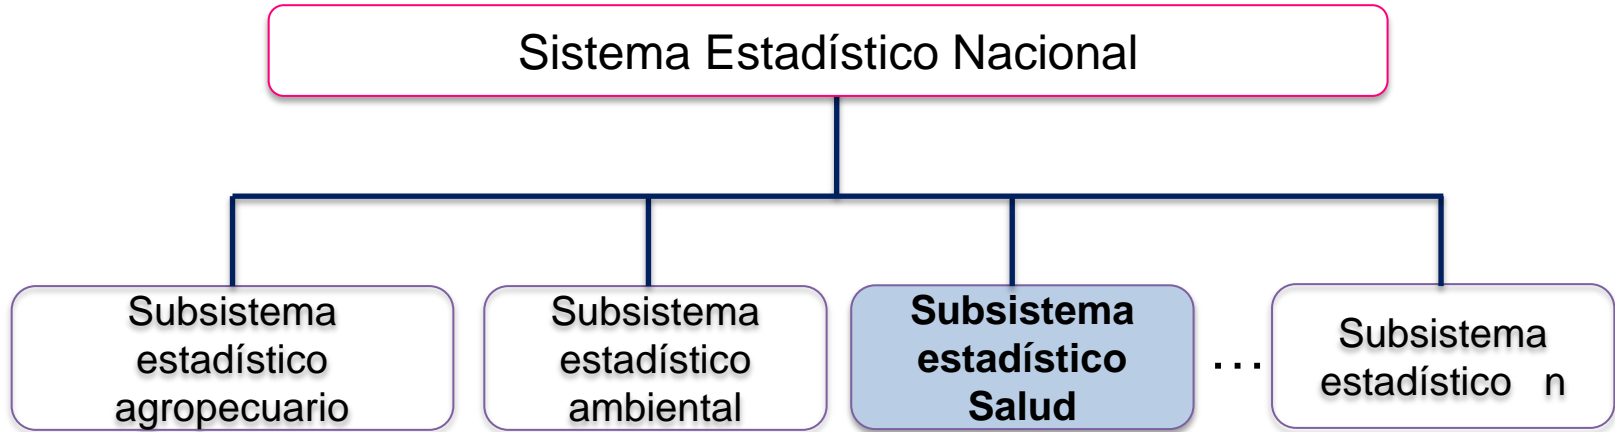 Sistema Estadístico Nacional
Subsistema
estadístico
agropecuario
Subsistema
estadístico
ambiental
Subsistema
estadístico
Salud
...
Subsistema
estadístico n